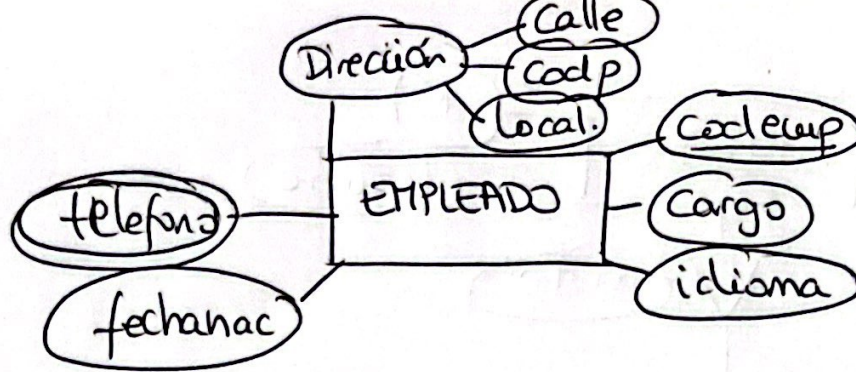 calle
Dirección
codp
local.
codemp
EMPLEADO
telefono
cargo
idioma
fechanac